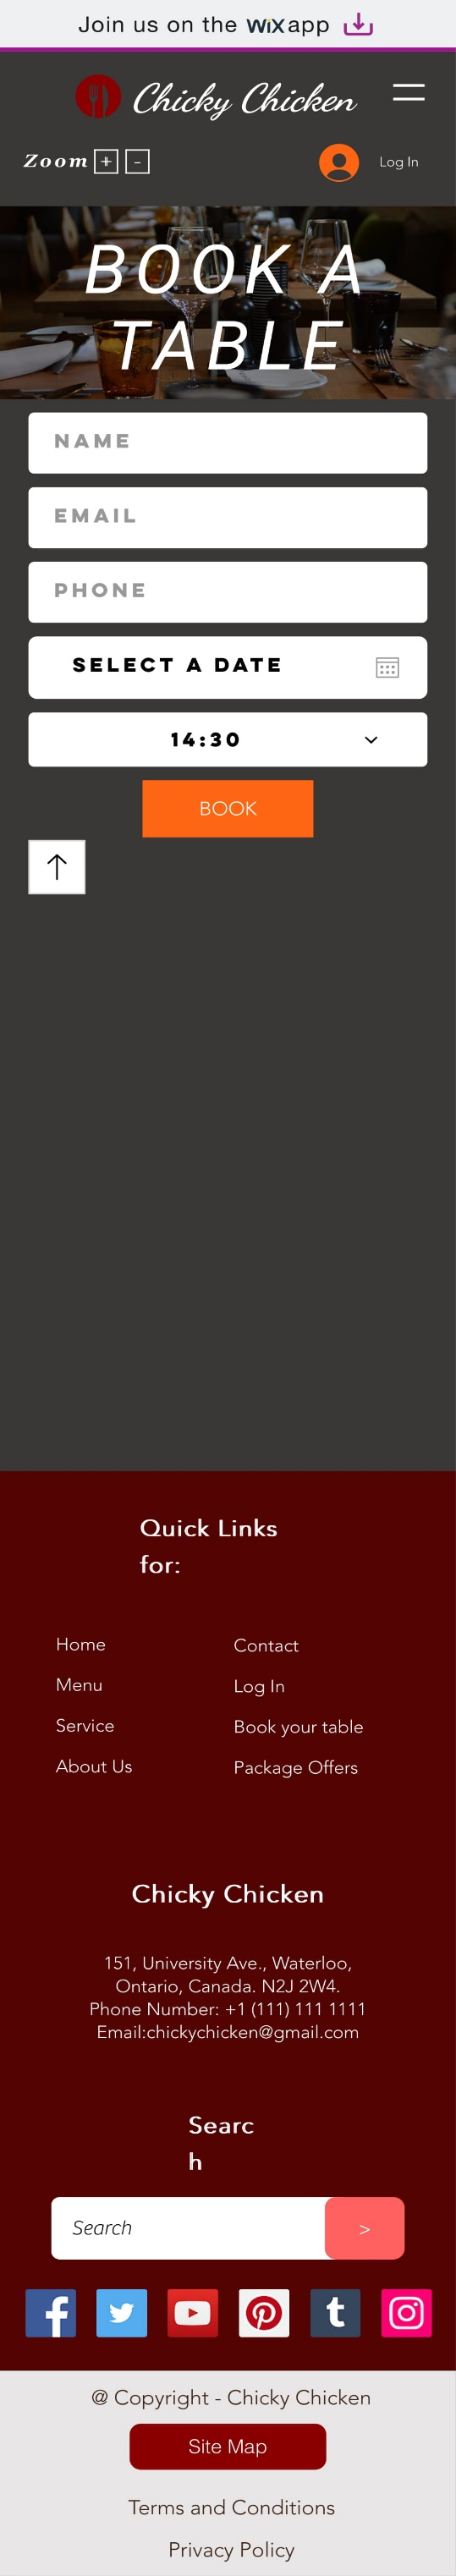 Join us on the WiX app
Chicky Chicken
Zoom + -
Log In
BOOK A
TABLE
NAME
EMAIL
PHONE
SELECT A DATE
14:30
BOOK
Quick Links
for:
Home
Menu
Service
About Us
Contact
Log In
Book your table
Package Offers
Chicky Chicken
151, University Ave., Waterloo,
Ontario, Canada. N2J 2W4.
Phone Number: +1 (111) 111 1111
Email:chickychicken@gmail.com
Searc
h
Search >
@ Copyright - Chicky Chicken
Site Map
Terms and Conditions
Privacy Policy